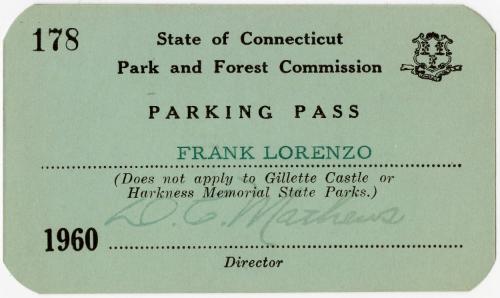 178
State of Connecticut
Park and Forest Commission
PARKING PASS
FRANK LORENZO
(Does not apply to Gillette Castle or
Harkness Memorial State Parks.)
D. C. Mathews
1960
Director